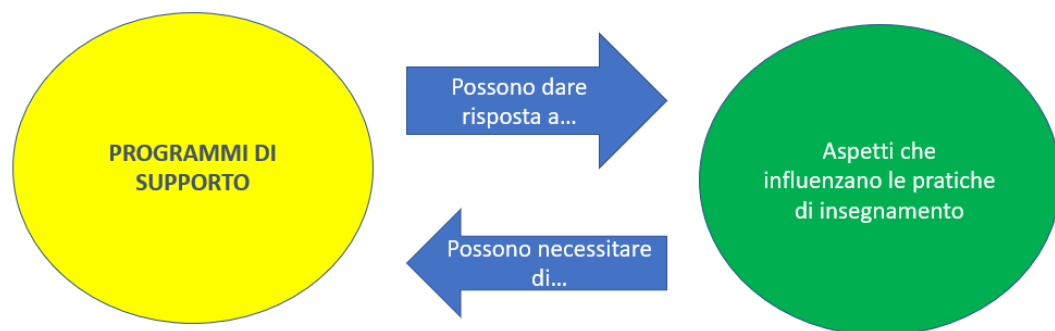 PROGRAMMI DI
SUPPORTO
Possono dare
risposta a...
Possono necessitare
di...
Aspetti che
influenzano le pratiche
di insegnamento